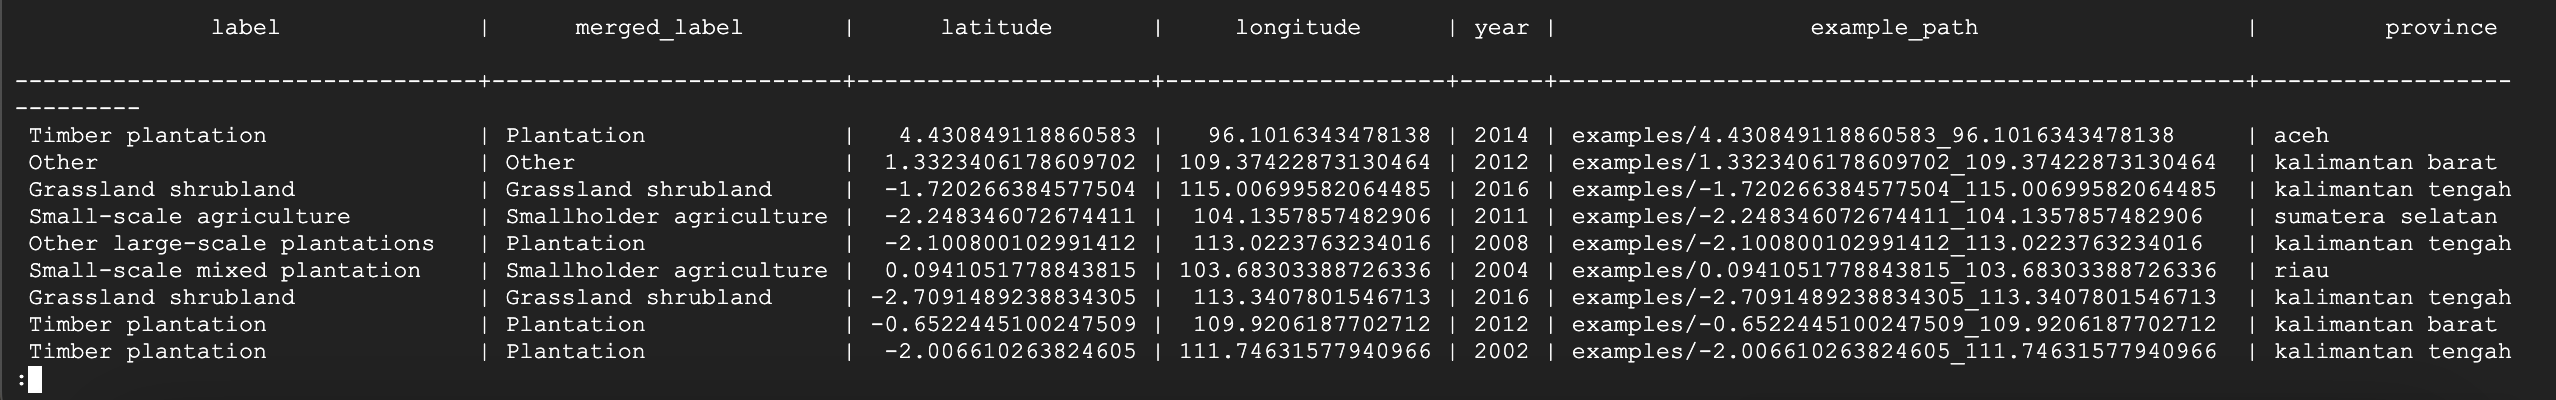 label | merged_label | latitude | longitude | year | example_path | province
---------------------------------+-------------------------+---------------------+--------------------+------+-------------------------------------------------+------------------
---------
Timber plantation | Plantation | 4.430849118860583 | 96.1016343478138 | 2014 | examples/4.430849118860583_96.1016343478138 | aceh
Other | Other | 1.3323406178609702 | 109.37422873130464 | 2012 | examples/1.3323406178609702_109.37422873130464 | kalimantan barat
Grassland shrubland | Grassland shrubland | -1.720266384577504 | 115.00699582064485 | 2016 | examples/-1.720266384577504_115.00699582064485 | kalimantan tengah
Small-scale agriculture | Smallholder agriculture | -2.248346072674411 | 104.1357857482906 | 2011 | examples/-2.248346072674411_104.1357857482906 | sumatera selatan
Other large-scale plantations | Plantation | -2.100800102991412 | 113.0223763234016 | 2008 | examples/-2.100800102991412_113.0223763234016 | kalimantan tengah
Small-scale mixed plantation | Smallholder agriculture | 0.0941051778843815 | 103.68303388726336 | 2004 | examples/0.0941051778843815_103.68303388726336 | riau
Grassland shrubland | Grassland shrubland | -2.7091489238834305 | 113.3407801546713 | 2016 | examples/-2.7091489238834305_113.3407801546713 | kalimantan tengah
Timber plantation | Plantation | -0.6522445100247509 | 109.9206187702712 | 2012 | examples/-0.6522445100247509_109.9206187702712 | kalimantan barat
Timber plantation | Plantation | -2.006610263824605 | 111.74631577940966 | 2002 | examples/-2.006610263824605_111.74631577940966 | kalimantan tengah
: